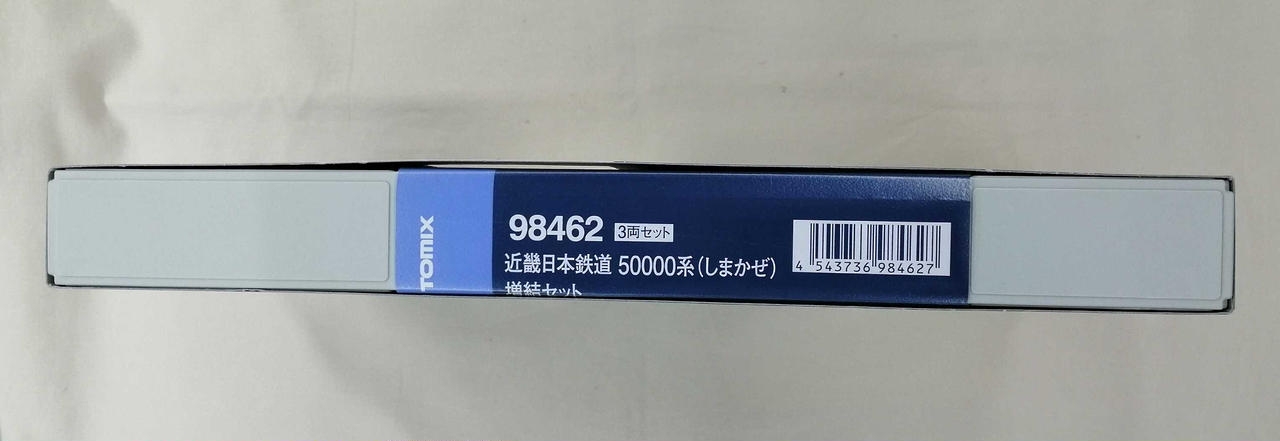 TOMIX
98462 3両セット
近畿日本鉄道 50000系(しまかぜ)
増結セット
4 543736 984627